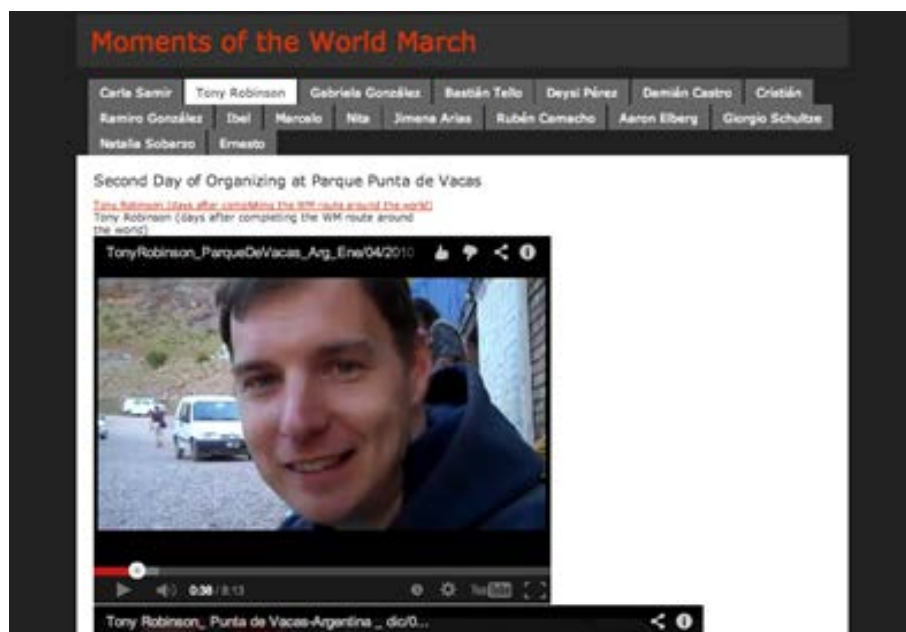 Moments of the World March
Carla Samir Tony Robinson Gabriela González Bastián Tello Deysi Pérez Damián Castro Cristián
Ramiro González Ibel Marcelo Nita Jimena Arias Rubén Camacho Aaron Elberg Giorgio Schultze
Natalia Sobarzo Ernesto
Second Day of Organizing at Parque Punta de Vacas
Tony Robinson (days after completing the WM route around the world)
Tony Robinson (days after completing the WM route around
the world)
TonyRobinson_ParqueDeVacas_Arg_Ene/04/2010
0:38 / 8:13
YouTube
Tony Robinson_ Punta de Vacas-Argentina _ dic/0...